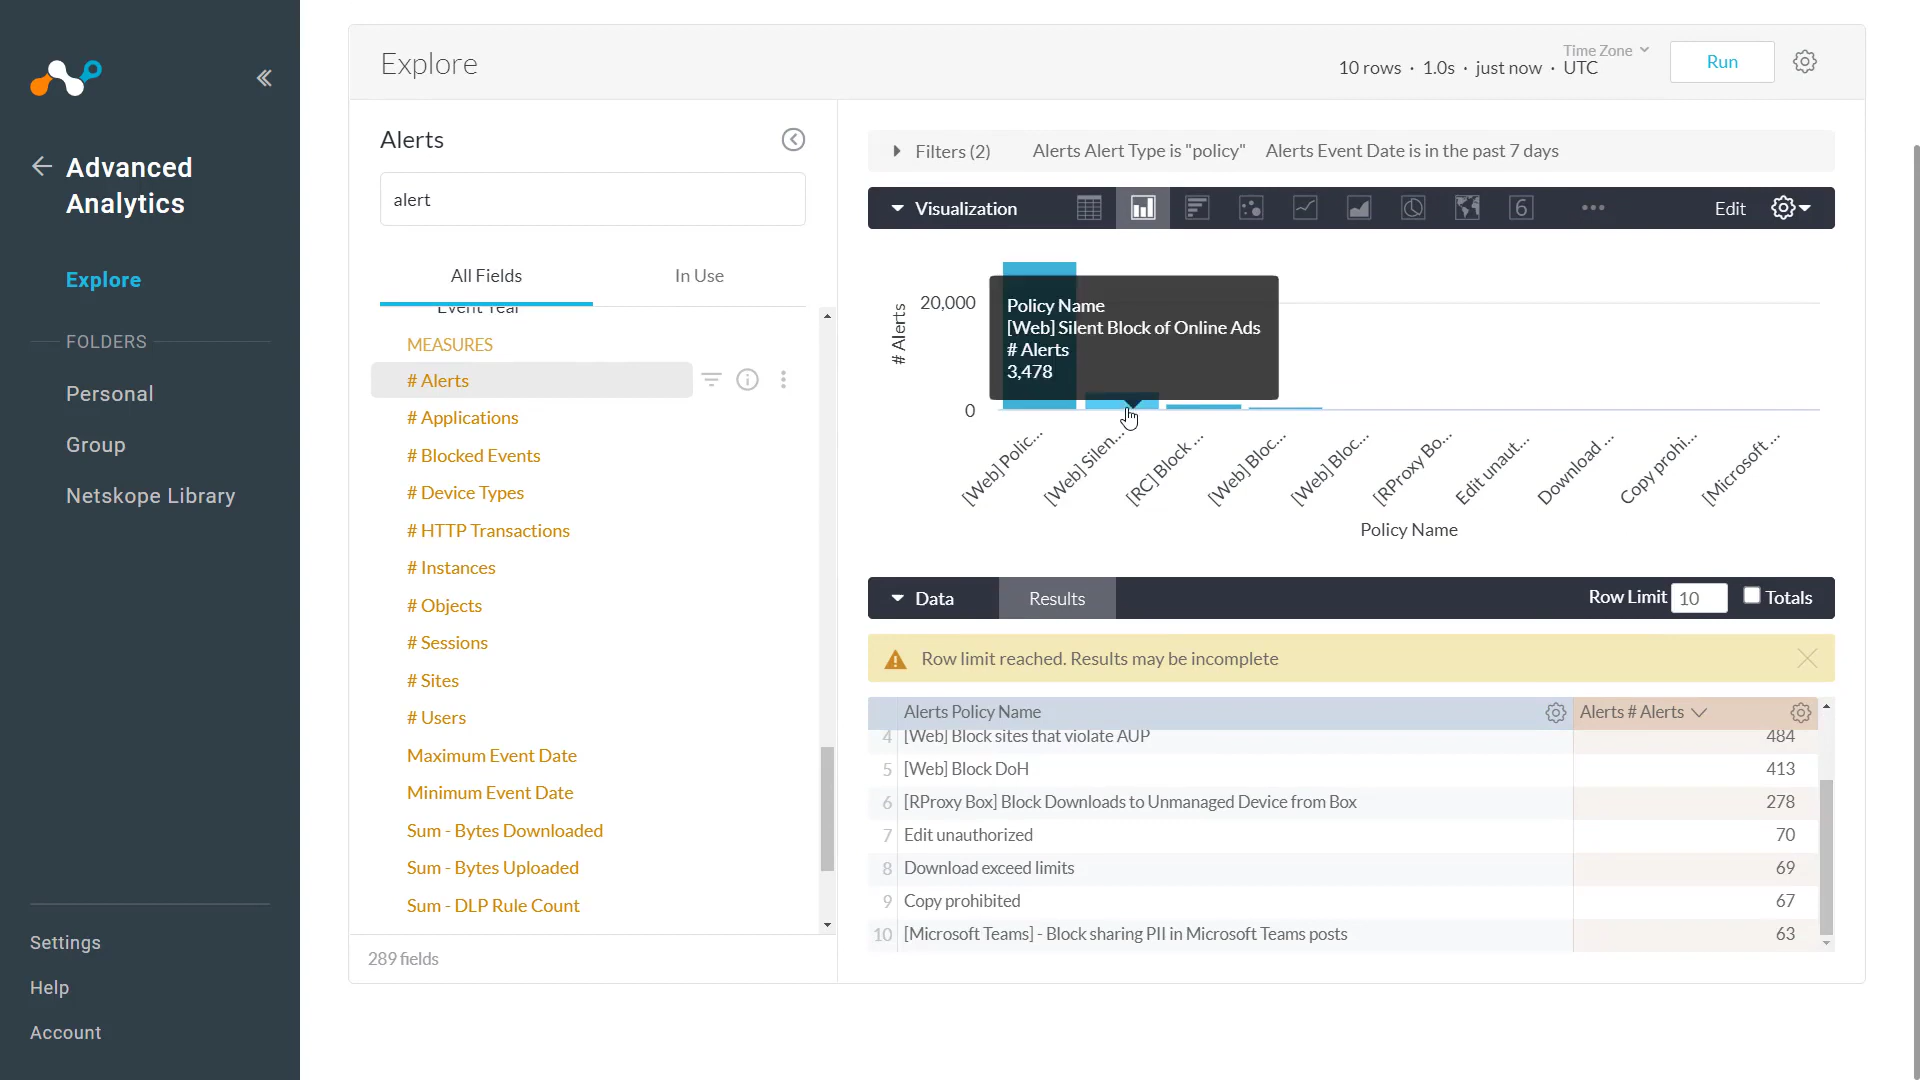 Advanced
Analytics
Explore
FOLDERS
Personal
Group
Netskope Library
Settings
Help
Account
Explore
10 rows · 1.0s · just now · UTC
Time Zone
Run
Alerts
alert
All Fields
In Use
Event Year
MEASURES
# Alerts
# Applications
# Blocked Events
# Device Types
# HTTP Transactions
# Instances
# Objects
# Sessions
# Sites
# Users
Maximum Event Date
Minimum Event Date
Sum - Bytes Downloaded
Sum - Bytes Uploaded
Sum - DLP Rule Count
289 fields
Filters (2)
Alerts Alert Type is "policy"
Alerts Event Date is in the past 7 days
Visualization
6
Edit
# Alerts
20,000
0
Policy Name
[Web] Silent Block of Online Ads
# Alerts
3,478
[Web] Polic...
[Web] Silen...
[RC] Block ...
[Web] Bloc...
[Web] Bloc...
[RProxy Bo...
Edit unaut...
Download ...
Copy prohi...
[Microsoft ...
Policy Name
Data
Results
Row Limit 10
Totals
Row limit reached. Results may be incomplete
Alerts Policy Name
Alerts # Alerts
4 [Web] Block sites that violate AUP 484
5 [Web] Block DoH 413
6 [RProxy Box] Block Downloads to Unmanaged Device from Box 278
7 Edit unauthorized 70
8 Download exceed limits 69
9 Copy prohibited 67
10 [Microsoft Teams] - Block sharing PII in Microsoft Teams posts 63